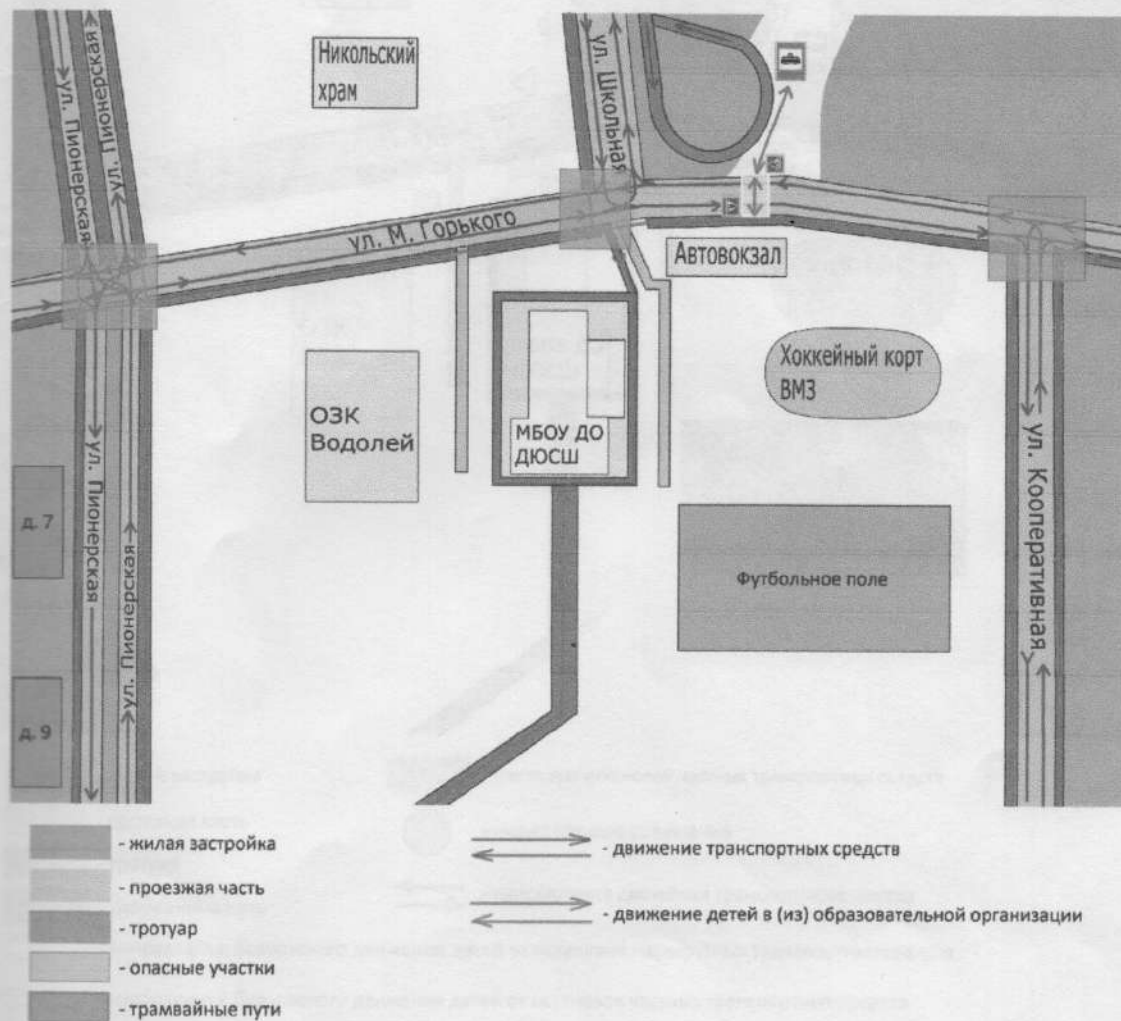 ул. Пионерская
ул. Пионерская
Никольский
храм
ул. Школьная
ул. М. Горького
Автовокзал
Хоккейный корт
ВМЗ
ОЗК
Водолей
МБОУ ДО
ДЮСШ
д. 7
ул. Пионерская
ул. Пионерская
Футбольное поле
ул. Кооперативная
д. 9
- жилая застройка
- проезжая часть
- тротуар
- опасные участки
- трамвайные пути
- движение транспортных средств
- движение детей в (из) образовательной организации